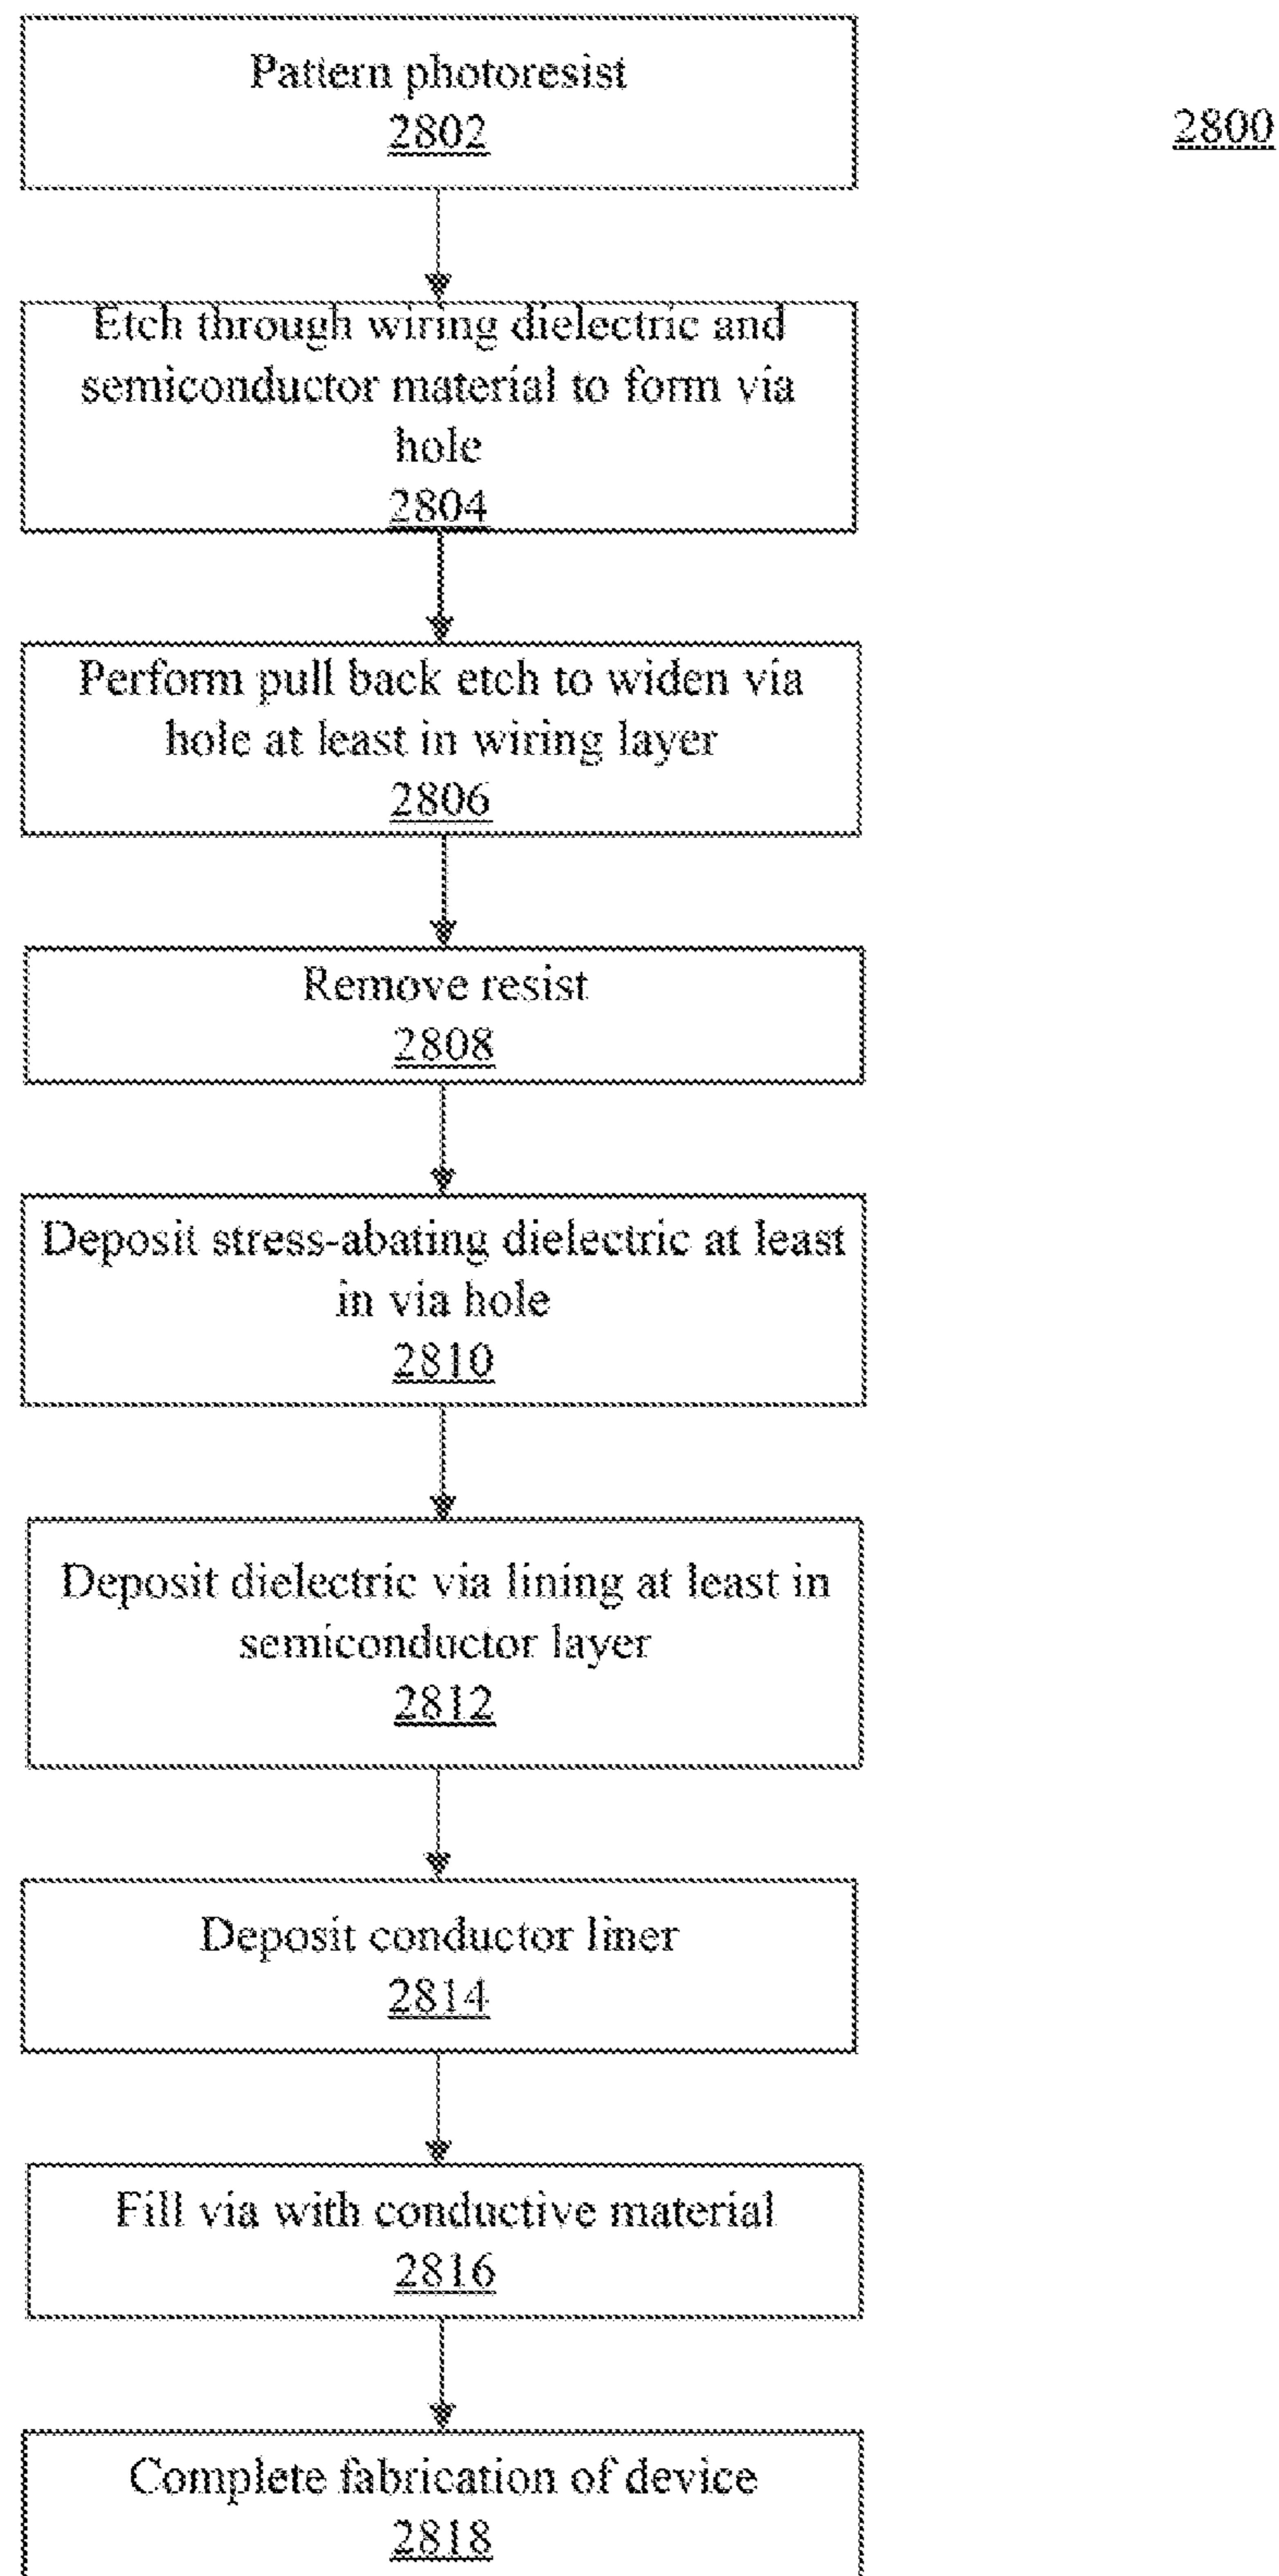 Pattern photoresist
2802
2800
Etch through wiring dielectric and
semiconductor material to form via
hole
2804
Perform pull back etch to widen via
hole at least in wiring layer
2806
Remove resist
2808
Deposit stress-abating dielectric at least
in via hole
2810
Deposit dielectric via lining at least in
semiconductor layer
2812
Deposit conductor liner
2814
Fill via with conductive material
2816
Complete fabrication of device
2818